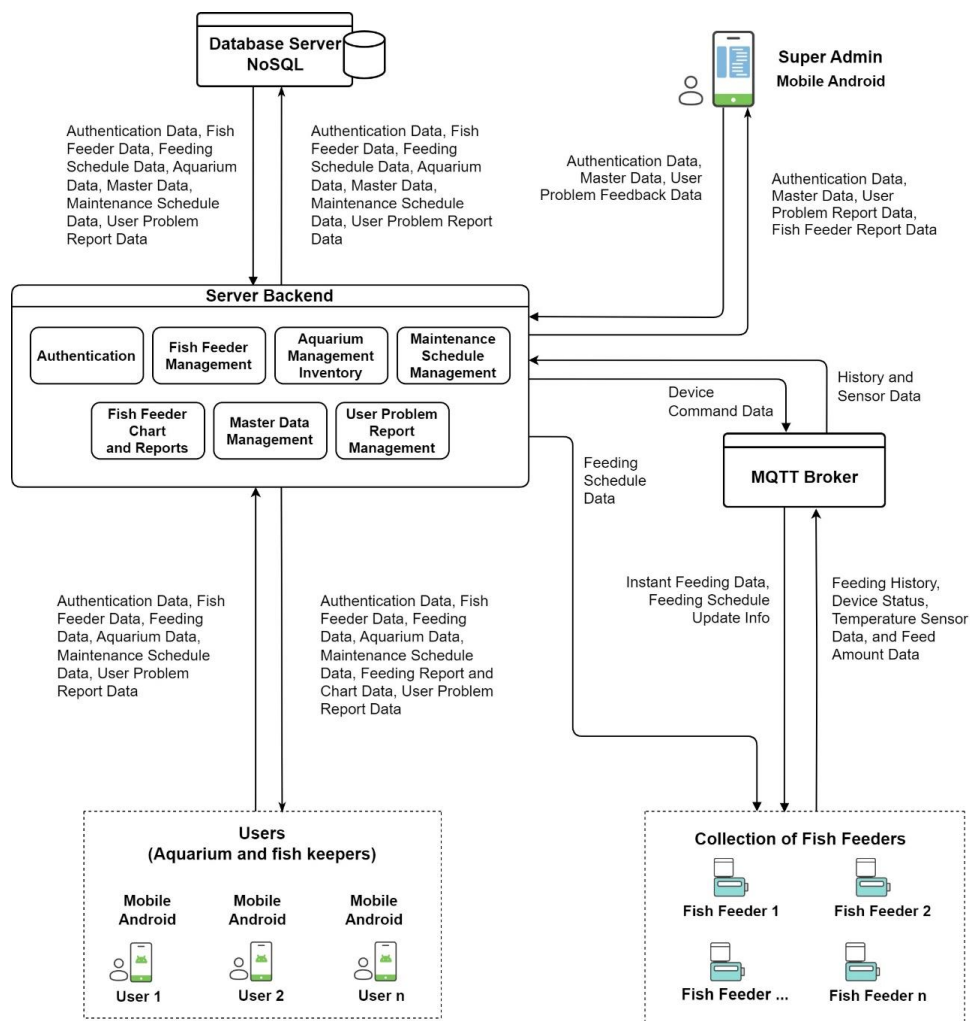 Database Server
NoSQL
Super Admin
Mobile Android
Authentication Data, Fish
Feeder Data, Feeding
Schedule Data, Aquarium
Data, Master Data,
Maintenance Schedule
Data, User Problem
Report Data
Authentication Data, Fish
Feeder Data, Feeding
Schedule Data, Aquarium
Data, Master Data,
Maintenance Schedule
Data, User Problem Report
Data
Authentication Data,
Master Data, User
Problem Feedback Data
Authentication Data,
Master Data, User
Problem Report Data,
Fish Feeder Report Data
Server Backend
Authentication
Fish Feeder
Management
Aquarium
Management
Inventory
Maintenance
Schedule
Management
Fish Feeder
Chart
and Reports
Master Data
Management
User Problem
Report
Management
Device
Command Data
History and
Sensor Data
MQTT Broker
Feeding
Schedule
Data
Authentication Data, Fish
Feeder Data, Feeding
Data, Aquarium Data,
Maintenance Schedule
Data, User Problem
Report Data
Authentication Data, Fish
Feeder Data, Feeding
Data, Aquarium Data,
Maintenance Schedule
Data, Feeding Report and
Chart Data, User Problem
Report Data
Instant Feeding Data,
Feeding Schedule
Update Info
Feeding History,
Device Status,
Temperature Sensor
Data, and Feed
Amount Data
Users
(Aquarium and fish keepers)
Mobile
Android
Mobile
Android
Mobile
Android
User 1
User 2
User n
Collection of Fish Feeders
Fish Feeder 1
Fish Feeder 2
Fish Feeder ...
Fish Feeder n